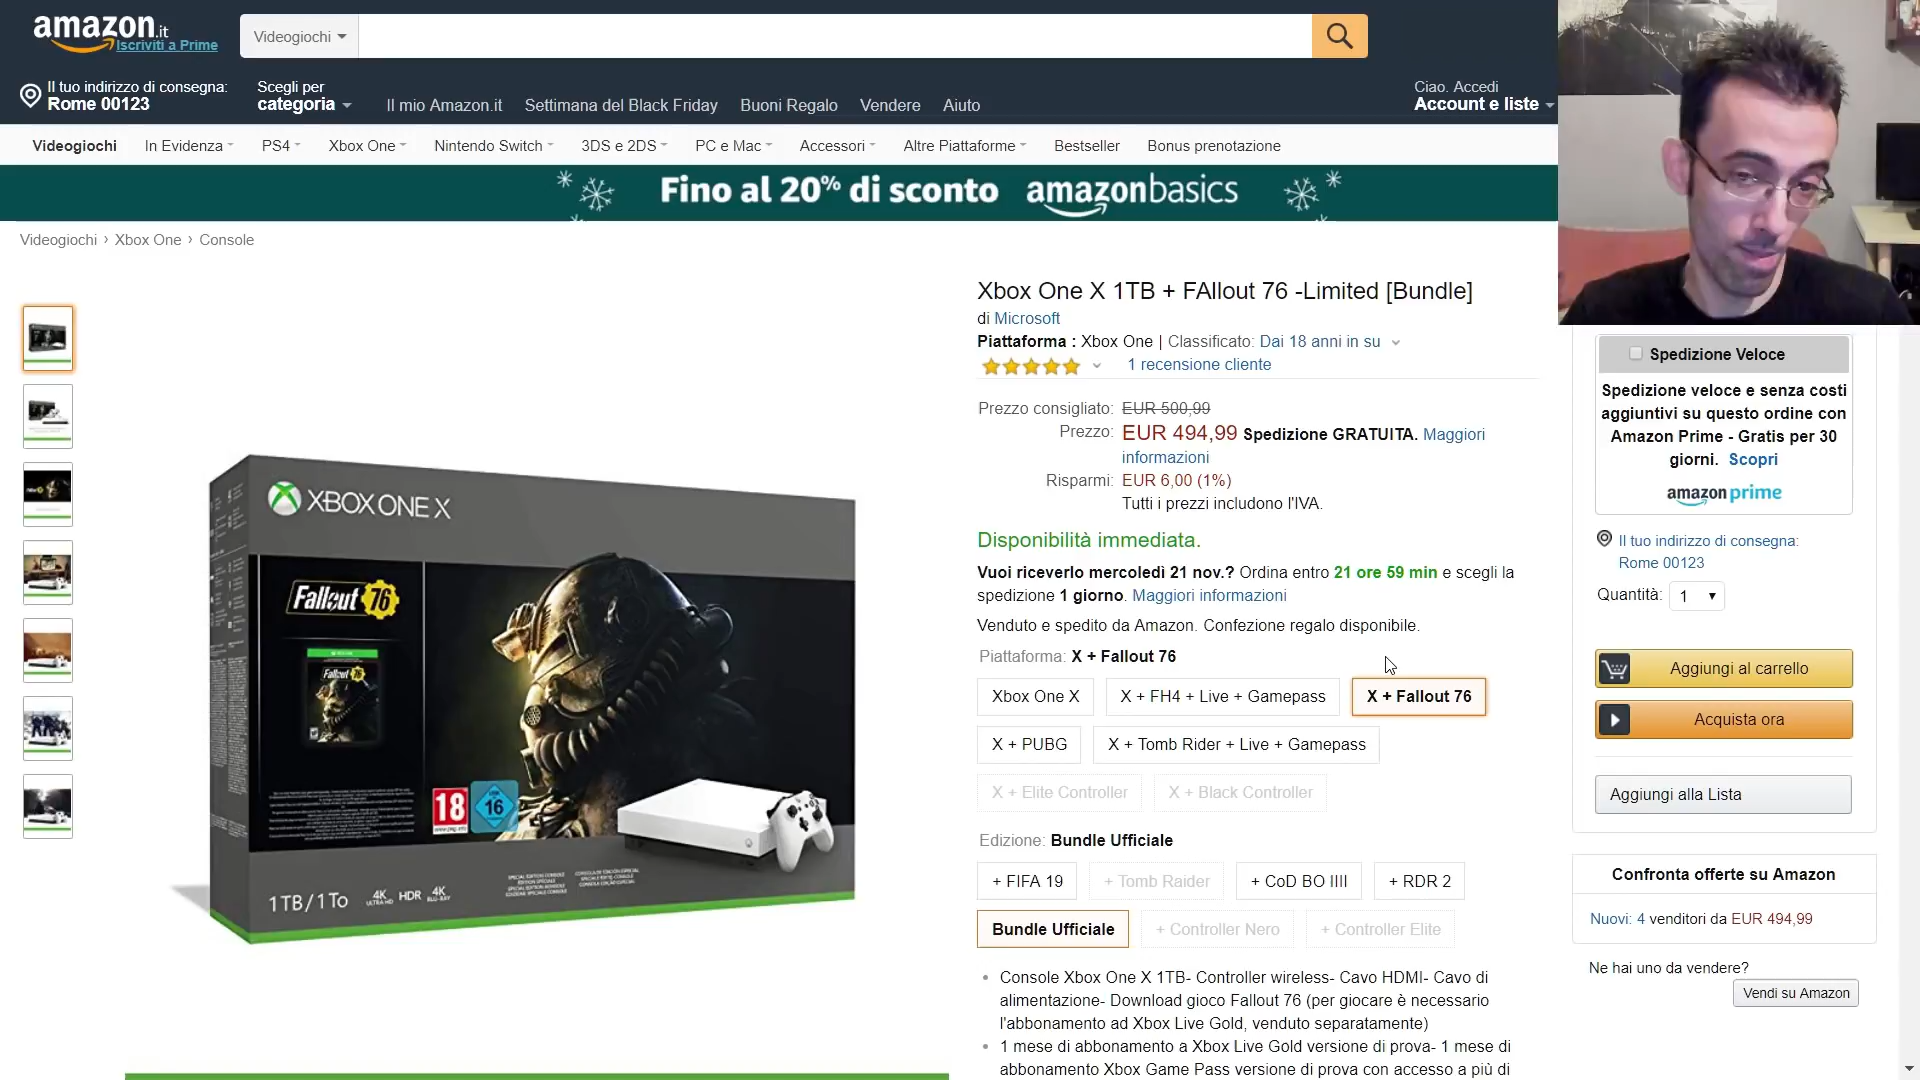 amazon.it
Iscriviti a Prime
Videogiochi
Il tuo indirizzo di consegna:
Rome 00123
Scegli per
categoria
Il mio Amazon.it
Settimana del Black Friday
Buoni Regalo
Vendere
Aiuto
Ciao. Accedi
Account e liste
Videogiochi
In Evidenza
PS4
Xbox One
Nintendo Switch
3DS e 2DS
PC e Mac
Accessori
Altre Piattaforme
Bestseller
Bonus prenotazione
Fino al 20% di sconto amazonbasics
Videogiochi › Xbox One › Console
XBOX ONE X
Fallout 76
Fallout 76
18
16
1TB/1To
4K
ULTRA HD
HDR
4K
BLU-RAY
Xbox One X 1TB + FAllout 76 -Limited [Bundle]
di Microsoft
Piattaforma : Xbox One | Classificato: Dai 18 anni in su
1 recensione cliente
Prezzo consigliato: EUR 500,99
Prezzo: EUR 494,99 Spedizione GRATUITA. Maggiori
informazioni
Risparmi: EUR 6,00 (1%)
Tutti i prezzi includono l'IVA.
Disponibilità immediata.
Vuoi riceverlo mercoledì 21 nov.? Ordina entro 21 ore 59 min e scegli la
spedizione 1 giorno. Maggiori informazioni
Venduto e spedito da Amazon. Confezione regalo disponibile.
Piattaforma: X + Fallout 76
Xbox One X
X + FH4 + Live + Gamepass
X + Fallout 76
X + PUBG
X + Tomb Rider + Live + Gamepass
X + Elite Controller
X + Black Controller
Edizione: Bundle Ufficiale
+ FIFA 19
+ Tomb Raider
+ CoD BO IIII
+ RDR 2
Bundle Ufficiale
+ Controller Nero
+ Controller Elite
• Console Xbox One X 1TB- Controller wireless- Cavo HDMI- Cavo di
alimentazione- Download gioco Fallout 76 (per giocare è necessario
l'abbonamento ad Xbox Live Gold, venduto separatamente)
• 1 mese di abbonamento a Xbox Live Gold versione di prova- 1 mese di
abbonamento Xbox Game Pass versione di prova con accesso a più di
Spedizione Veloce
Spedizione veloce e senza costi
aggiuntivi su questo ordine con
Amazon Prime - Gratis per 30
giorni. Scopri
amazon prime
Il tuo indirizzo di consegna:
Rome 00123
Quantità: 1
Aggiungi al carrello
Acquista ora
Aggiungi alla Lista
Confronta offerte su Amazon
Nuovi: 4 venditori da EUR 494,99
Ne hai uno da vendere?
Vendi su Amazon